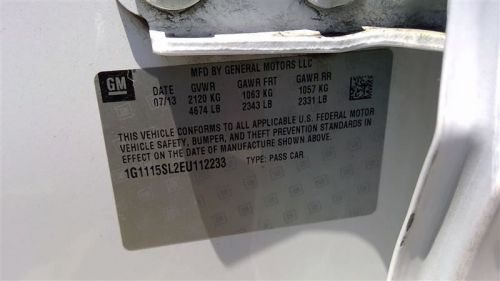 MFD BY GENERAL MOTORS LLC
GM
DATE GVWR GAWR FRT GAWR RR
07/13 2120 KG 1063 KG 1057 KG
4674 LB 2343 LB 2331 LB
THIS VEHICLE CONFORMS TO ALL APPLICABLE U.S. FEDERAL MOTOR
VEHICLE SAFETY, BUMPER, AND THEFT PREVENTION STANDARDS IN
EFFECT ON THE DATE OF MANUFACTURE SHOWN ABOVE.
1G1115SL2EU112233 TYPE: PASS CAR